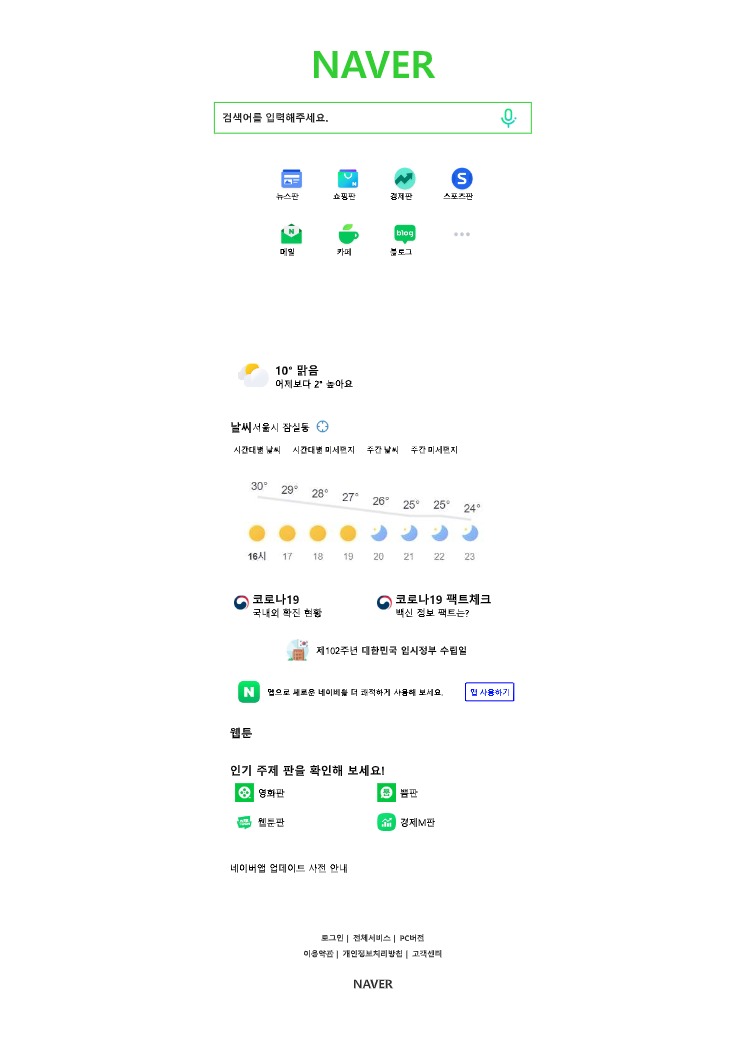 NAVER
검색어를 입력해주세요.
뉴스판 쇼핑판 경제판 스포츠판
메일 카페 블로그
10° 맑음
어제보다 2° 높아요
날씨서울시 잠실동
시간대별 날씨 시간대별 미세먼지 주간 날씨 주간 미세먼지
30° 29° 28° 27° 26° 25° 25° 24°
16시 17 18 19 20 21 22 23
코로나19 코로나19 팩트체크
국내외 확진 현황 백신 정보 팩트는?
제102주년 대한민국 임시정부 수립일
앱으로 새로운 네이버를 더 쾌적하게 사용해 보세요. 앱 사용하기
웹툰
인기 주제 판을 확인해 보세요!
영화판 뿜판
웹툰판 경제M판
네이버앱 업데이트 사전 안내
로그인 | 전체서비스 | PC버전
이용약관 | 개인정보처리방침 | 고객센터
NAVER